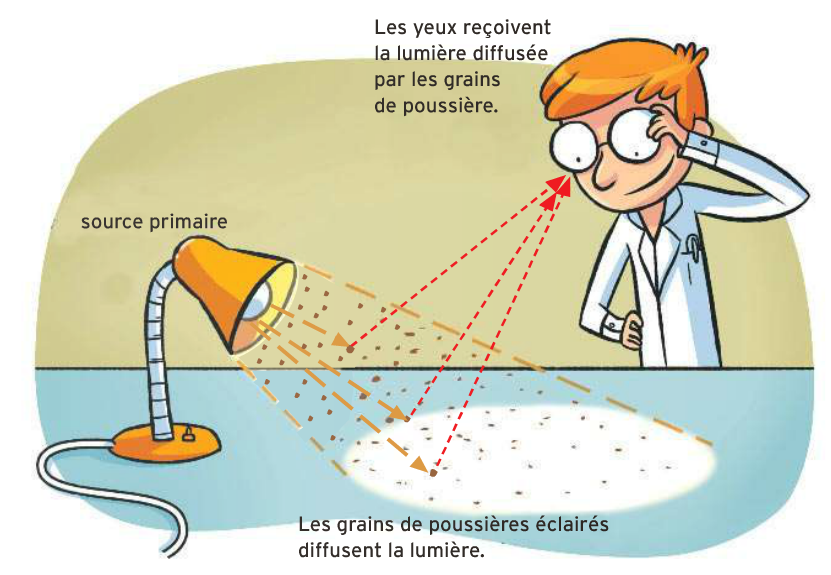 Les yeux reçoivent
la lumière diffusée
par les grains
de poussière.
source primaire
Les grains de poussières éclairés
diffusent la lumière.